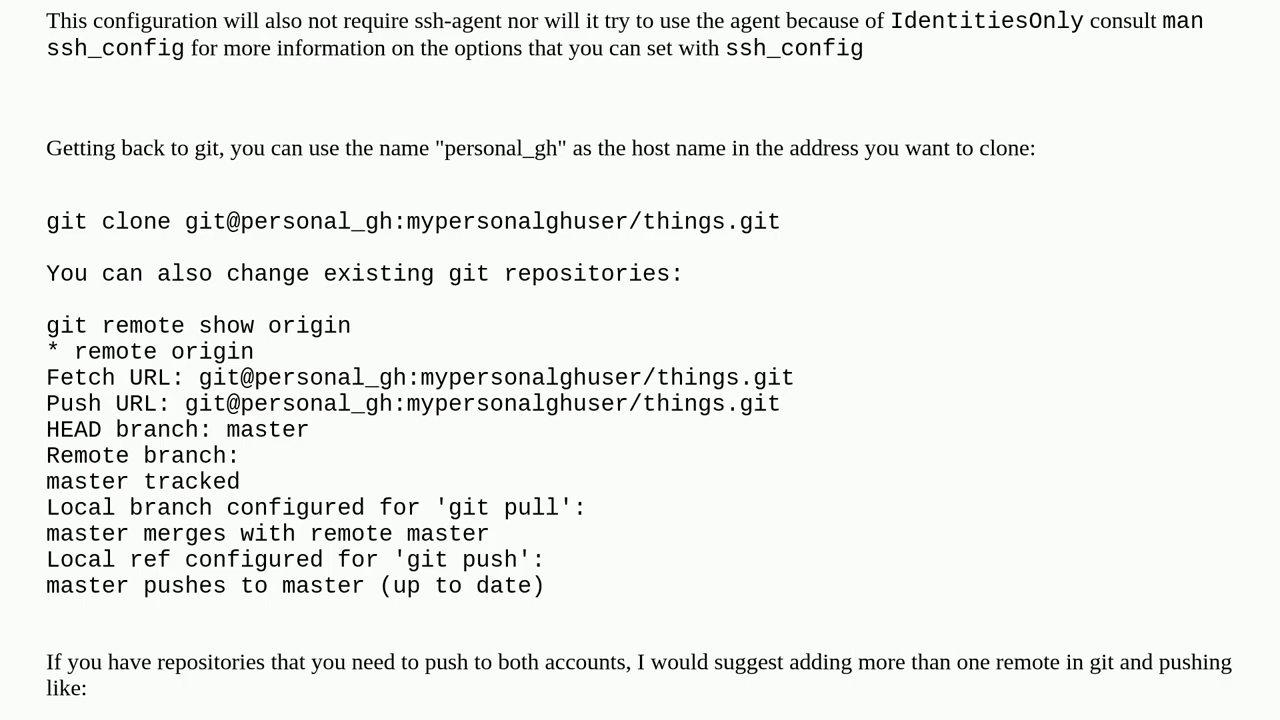 This configuration will also not require ssh-agent nor will it try to use the agent because of IdentitiesOnly consult man
ssh_config for more information on the options that you can set with ssh_config
Getting back to git, you can use the name "personal_gh" as the host name in the address you want to clone:
git clone git@personal_gh:mypersonalghuser/things.git
You can also change existing git repositories:
git remote show origin
* remote origin
Fetch URL: git@personal_gh:mypersonalghuser/things.git
Push URL: git@personal_gh:mypersonalghuser/things.git
HEAD branch: master
Remote branch:
master tracked
Local branch configured for 'git pull':
master merges with remote master
Local ref configured for 'git push':
master pushes to master (up to date)
If you have repositories that you need to push to both accounts, I would suggest adding more than one remote in git and pushing
like: